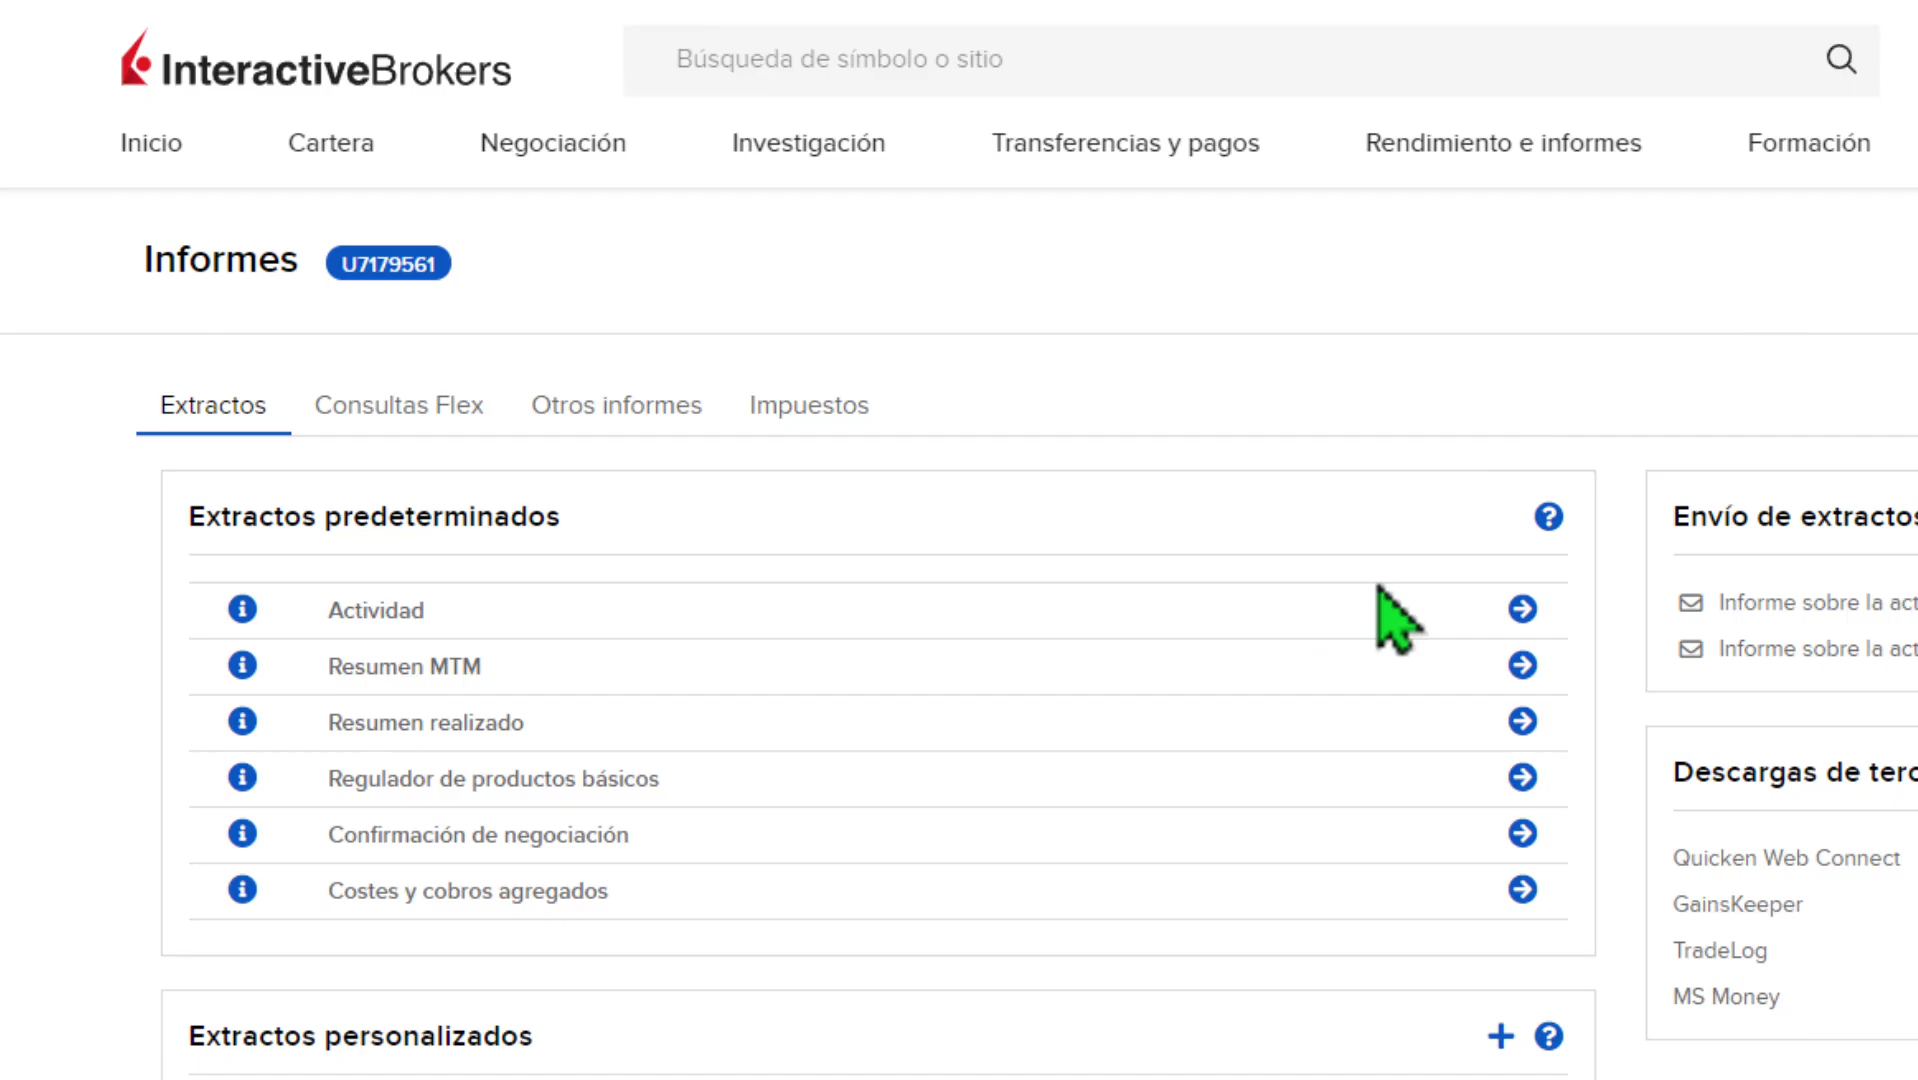 InteractiveBrokers
Búsqueda de símbolo o sitio
Inicio
Cartera
Negociación
Investigación
Transferencias y pagos
Rendimiento e informes
Formación
Informes
U7179561
Extractos
Consultas Flex
Otros informes
Impuestos
Extractos predeterminados
Actividad
Resumen MTM
Resumen realizado
Regulador de productos básicos
Confirmación de negociación
Costes y cobros agregados
Extractos personalizados
Envío de extractos
Informe sobre la act
Informe sobre la act
Descargas de terc
Quicken Web Connect
GainsKeeper
TradeLog
MS Money